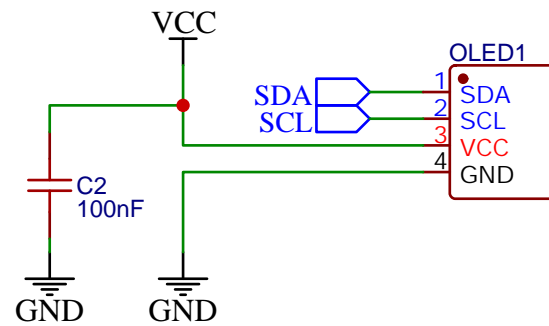 VCC
OLED1
SDA
SCL
1
2
3
4
SDA
SCL
VCC
GND
C2
100nF
GND
GND